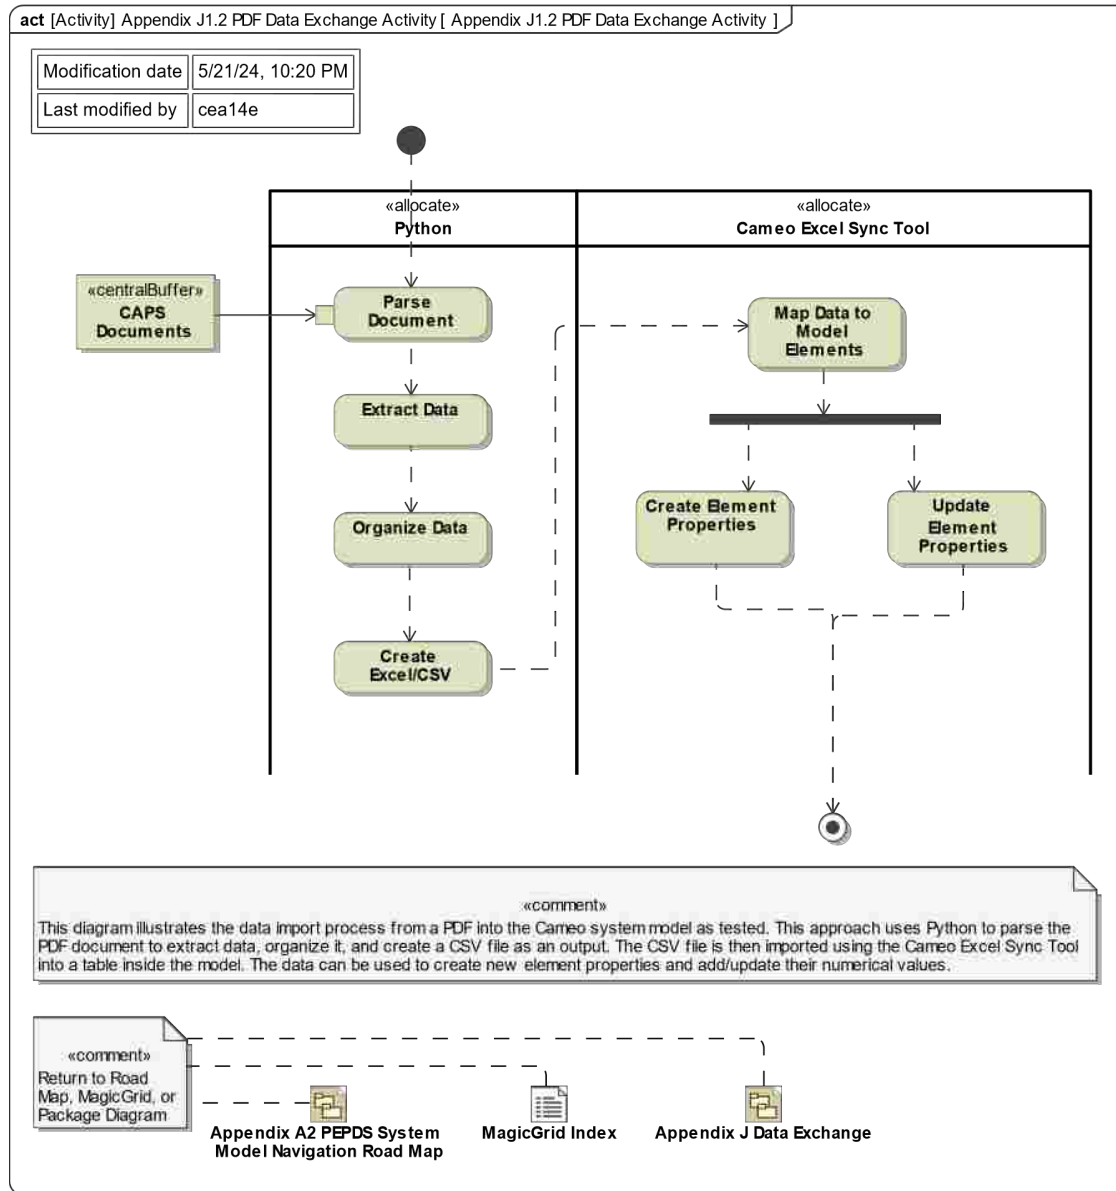 act [Activity] Appendix J1.2 PDF Data Exchange Activity [ Appendix J1.2 PDF Data Exchange Activity ]
Modification date 5/21/24, 10:20 PM
Last modified by cea14e
«allocate»
Python
«allocate»
Cameo Excel Sync Tool
«centralBuffer»
CAPS
Documents
Parse
Document
Extract Data
Organize Data
Create
Excel/CSV
Map Data to
Model
Elements
Create Element
Properties
Update
Element
Properties
«comment»
This diagram illustrates the data import process from a PDF into the Cameo system model as tested. This approach uses Python to parse the
PDF document to extract data, organize it, and create a CSV file as an output. The CSV file is then imported using the Cameo Excel Sync Tool
into a table inside the model. The data can be used to create new element properties and add/update their numerical values.
«comment»
Return to Road
Map, MagicGrid, or
Package Diagram
Appendix A2 PEPDS System
Model Navigation Road Map
MagicGrid Index
Appendix J Data Exchange